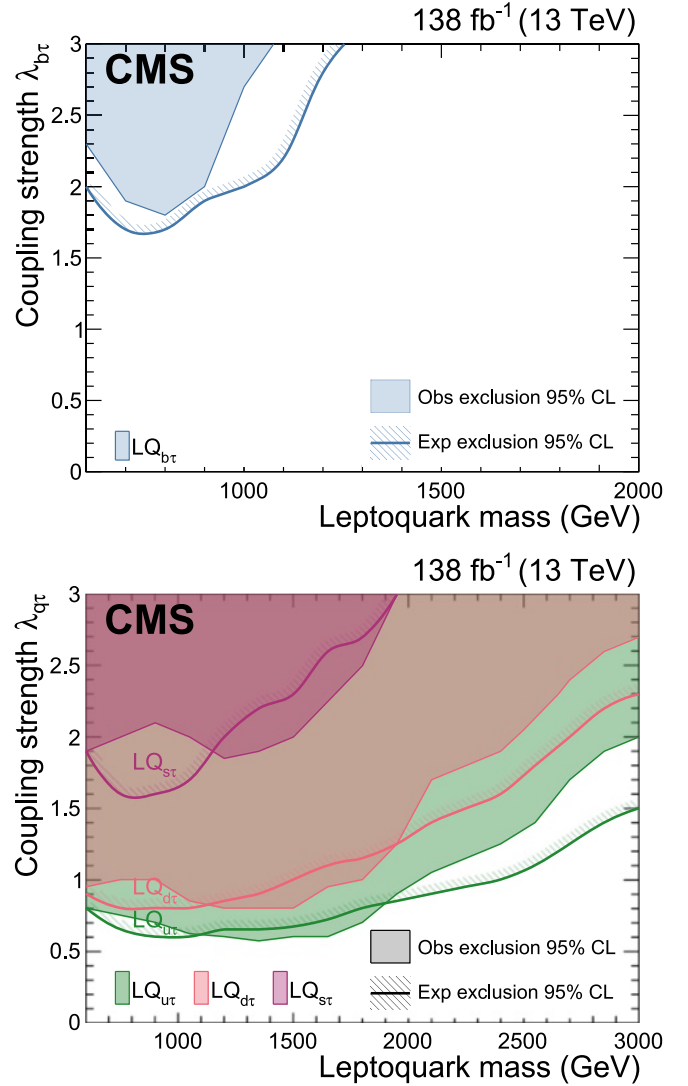 138 fb⁻¹ (13 TeV)
CMS
Coupling strength λbτ
3
2.5
2
1.5
1
0.5
0
Obs exclusion 95% CL
Exp exclusion 95% CL
LQbτ
1000 1500 2000
Leptoquark mass (GeV)
138 fb⁻¹ (13 TeV)
CMS
Coupling strength λqτ
3
2.5
2
1.5
1
0.5
0
LQsτ
LQdτ
LQuτ
Obs exclusion 95% CL
Exp exclusion 95% CL
LQuτ LQdτ LQsτ
1000 1500 2000 2500 3000
Leptoquark mass (GeV)